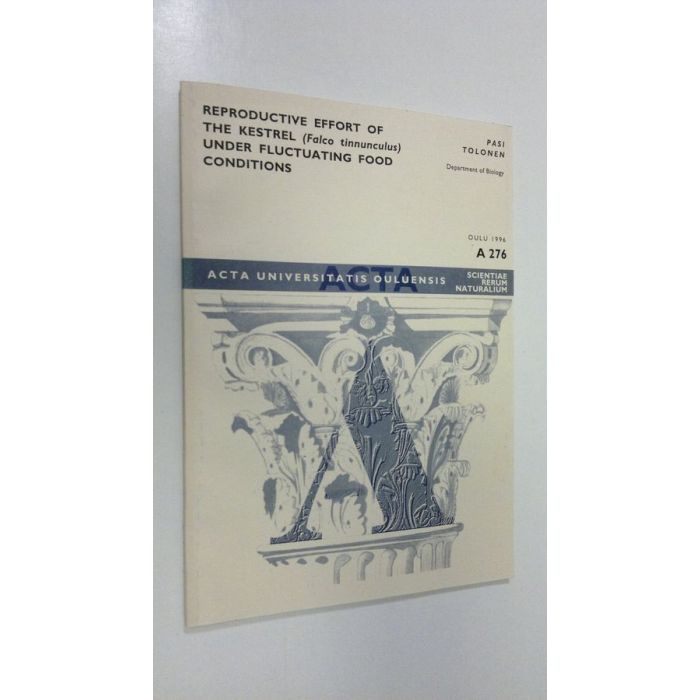 REPRODUCTIVE EFFORT OF
THE KESTREL (Falco tinnunculus)
UNDER FLUCTUATING FOOD
CONDITIONS
PASI
TOLONEN
Department of Biology
OULU 1996
A 276
ACTA
ACTA UNIVERSITATIS OULUENSIS
SCIENTIAE
RERUM
NATURALIUM